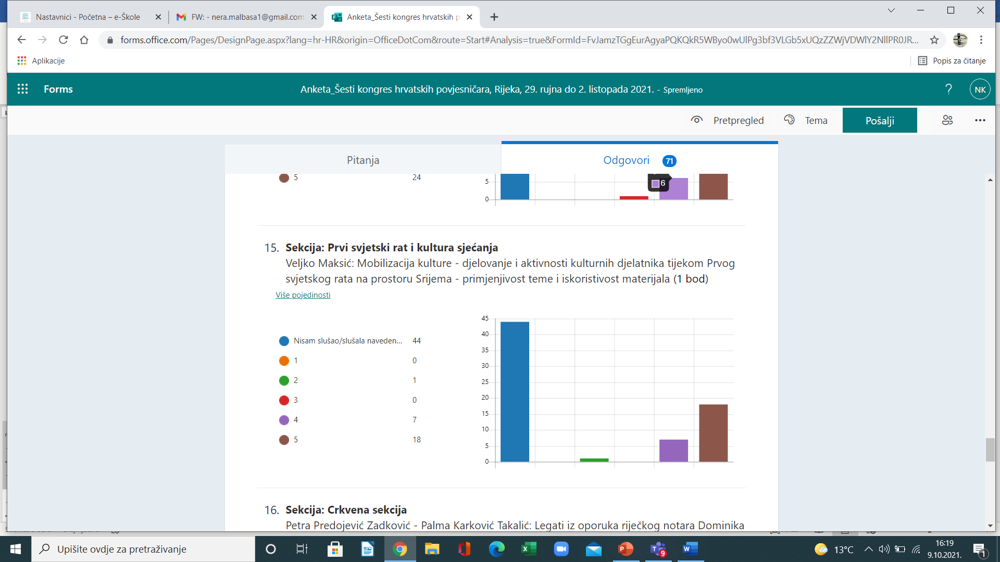 Nastavnici - Početna – e-Škole
FW: - nera.malbasa1@gmail.com
Anketa_Šesti kongres hrvatskih p
forms.office.com/Pages/DesignPage.aspx?lang=hr-HR&origin=OfficeDotCom&route=Start#Analysis=true&FormId=FvJamzTGgEurAgyaPQKQkR5WByo0wUlPg3bf3VLGb5xUQzZZWjVDWlY2NllPR0JR...
Aplikacije
Popis za čitanje
Forms
Anketa_Šesti kongres hrvatskih povjesničara, Rijeka, 29. rujna do 2. listopada 2021. - Spremljeno
?
NK
Pretpregled
Tema
Pošalji
Pitanja
Odgovori 71
5 24
5
0
6
15. Sekcija: Prvi svjetski rat i kultura sjećanja
Veljko Maksić: Mobilizacija kulture - djelovanje i aktivnosti kulturnih djelatnika tijekom Prvog
svjetskog rata na prostoru Srijema - primjenjivost teme i iskoristivost materijala (1 bod)
Više pojedinosti
Nisam slušao/slušala naveden... 44
1 0
2 1
3 0
4 7
5 18
45
40
35
30
25
20
15
10
5
0
16. Sekcija: Crkvena sekcija
Petra Predojević Zadković - Palma Karković Takalić: Legati iz oporuka riječkog notara Dominika
Upišite ovdje za pretraživanje
9
13°C
16:19
9.10.2021.
1